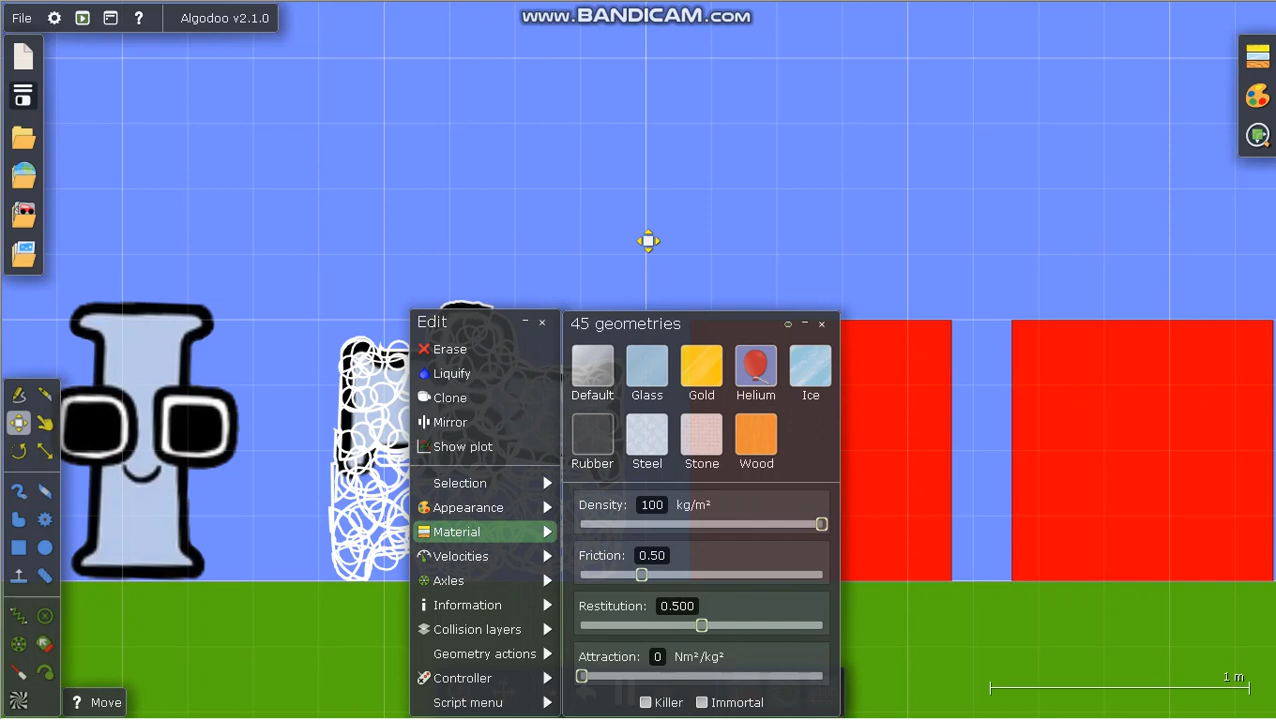 File
Algodoo v2.1.0
www.BANDICAM.com
Edit
Erase
Liquify
Clone
Mirror
Show plot
Selection
Appearance
Material
Velocities
Axles
Information
Collision layers
Geometry actions
Controller
Script menu
45 geometries
Default Glass Gold Helium Ice
Rubber Steel Stone Wood
Density: 100 kg/m²
Friction: 0.50
Restitution: 0.500
Attraction: 0 Nm²/kg²
Killer Immortal
1 m
? Move